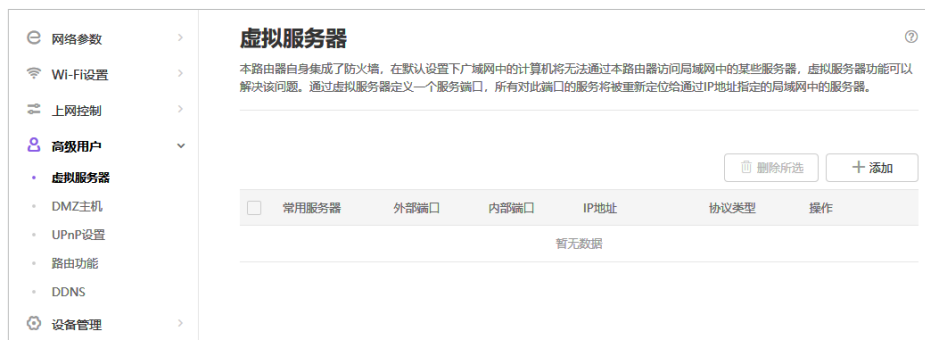 网络参数
Wi-Fi设置
上网控制
高级用户
虚拟服务器
DMZ主机
UPnP设置
路由功能
DDNS
设备管理
虚拟服务器
本路由器自身集成了防火墙，在默认设置下广域网中的计算机将无法通过本路由器访问局域网中的某些服务器，虚拟服务器功能可以
解决该问题。通过虚拟服务器定义一个服务端口，所有对此端口的服务将被重新定位给通过IP地址指定的局域网中的服务器。
删除所选 添加
常用服务器 外部端口 内部端口 IP地址 协议类型 操作
暂无数据